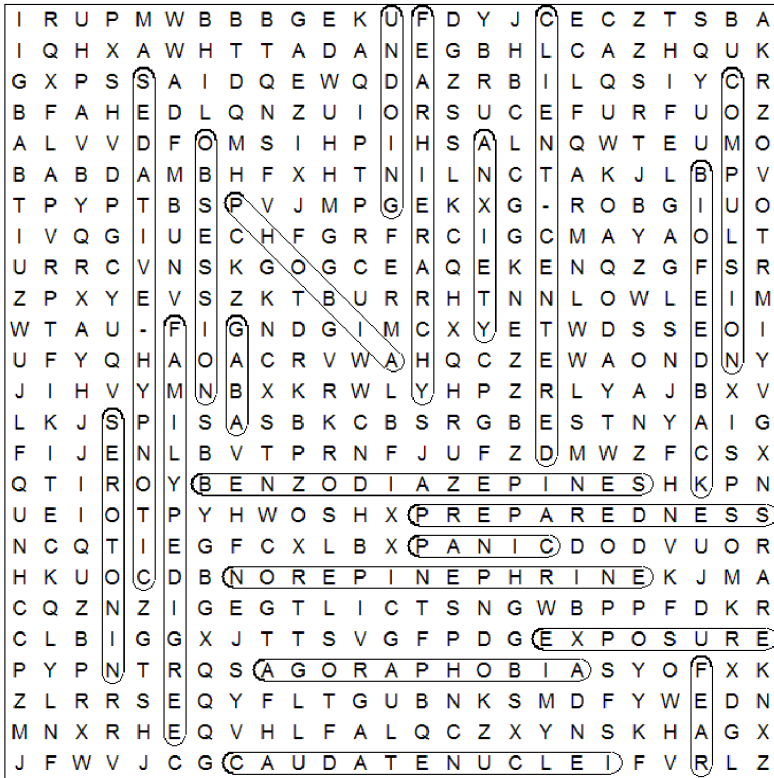 I R U P M W B B B G E K U F D Y J C E C Z T S B A
I Q H X A W H T T A D A N E G B H L C A Z H Q U K
G X P S S A I D Q E W Q D A Z R B I L Q S I Y C R
B F A H E D L Q N Z U I O R S U C E F U R F U O Z
A L V V D F O M S I H P I H S A L N Q W T E U M O
B A B D A M B H F X H T N I L N C T A K J L B P V
T P Y P T B S P V J M P G E K X G - R O B G I U O
I V Q G I U E C H F G R F R C I G C M A Y A O L T
U R R C V N S K G O G C E A Q E K E N Q Z G F S R
Z P X Y E V S Z K T B U R R H T N N L O W L E I M
W T A U - F I G N D G I M C X Y E T W D S S E O I
U F Y Q H A O A C R V W A H Q C Z E W A O N D N Y
J I H V Y M N B X K R W L Y H P Z R L Y A J B X V
L K J S P I S A S B K C B S R G B E S T N Y A I G
F I J E N L B V T P R N F J U F Z D M W Z F C S X
Q T I R O Y B E N Z O D I A Z E P I N E S H K P N
U E I O T P Y H W O S H X P R E P A R E D N E S S
N C Q T I E G F C X L B X P A N I C D O D V U O R
H K U O C D B N O R E P I N E P H R I N E K J M A
C Q Z N Z I G E G T L I C T S N G W B P P F D K R
C L B I G G X J T T S V G F P D G E X P O S U R E
P Y P N T R Q S A G O R A P H O B I A S Y O F X K
Z L R R S E Q Y F L T G U B N K S M D F Y W E D N
M N X R H E Q V H L F A L Q C Z X Y N S K H A G X
J F W V J C G C A U D A T E N U C L E I F V R L Z